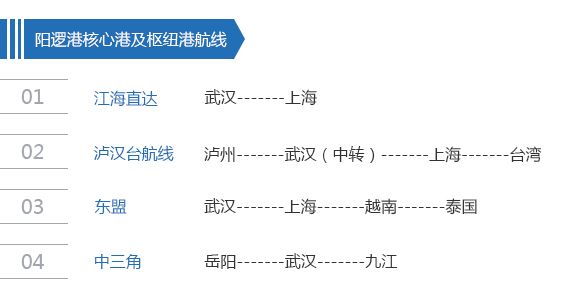 阳逻港核心港及枢纽港航线
01 江海直达 武汉-------上海
02 泸汉台航线 泸州-------武汉（中转）-------上海-------台湾
03 东盟 武汉-------上海-------越南-------泰国
04 中三角 岳阳-------武汉-------九江